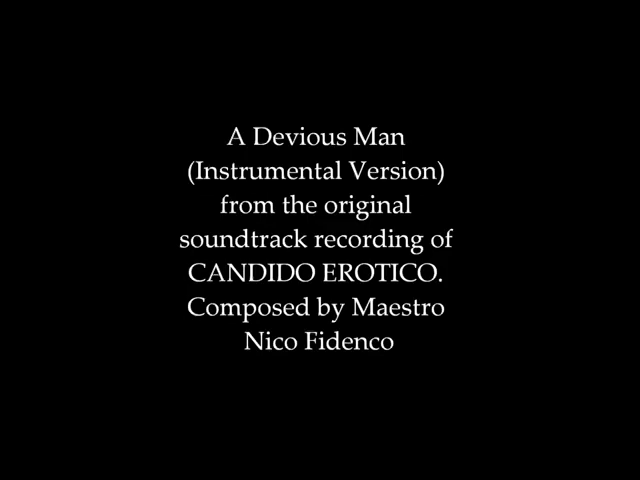 A Devious Man
(Instrumental Version)
from the original
soundtrack recording of
CANDIDO EROTICO.
Composed by Maestro
Nico Fidenco